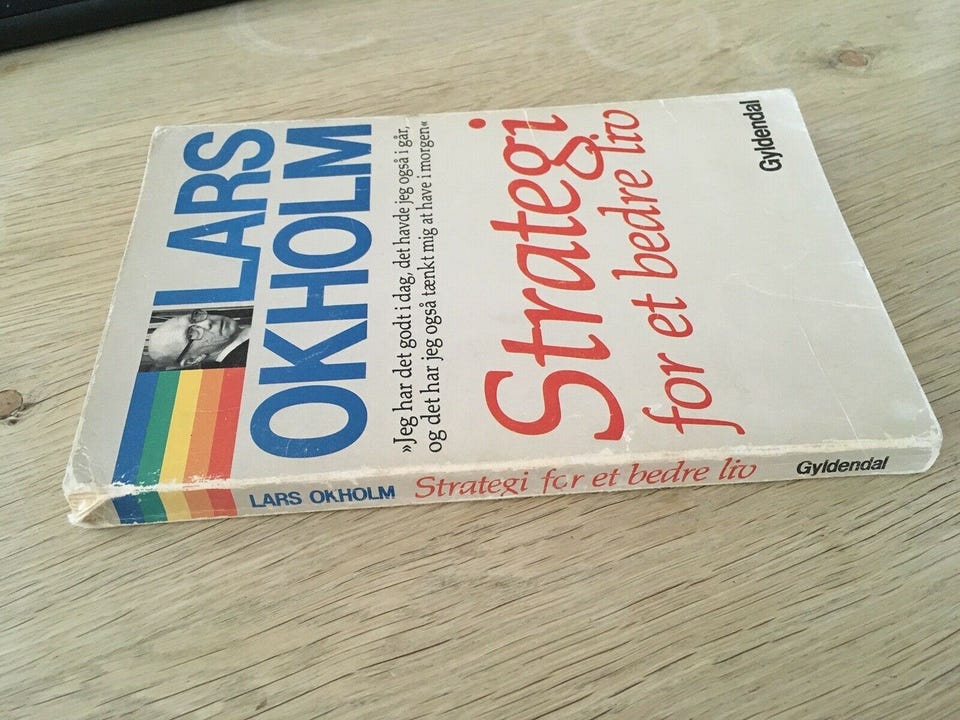 LARS
OKHOLM
»Jeg har det godt i dag, det havde jeg også i går,
og det har jeg også tænkt mig at have i morgen«
Strategi
for et bedre liv
Gyldendal
LARS OKHOLM Strategi for et bedre liv Gyldendal